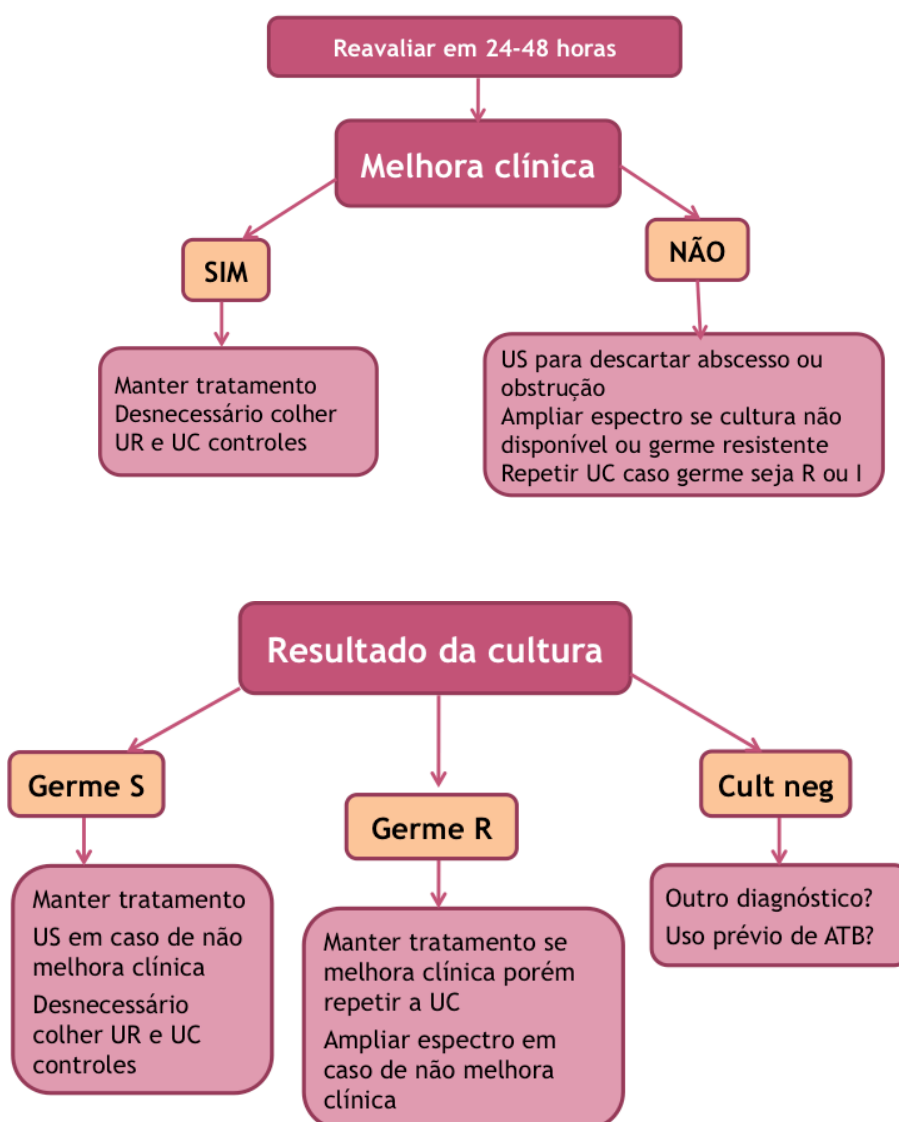 Reavaliar em 24-48 horas
Melhora clínica
SIM
NÃO
Manter tratamento
Desnecessário colher
UR e UC controles
US para descartar abscesso ou
obstrução
Ampliar espectro se cultura não
disponível ou germe resistente
Repetir UC caso germe seja R ou I
Resultado da cultura
Germe S
Germe R
Cult neg
Manter tratamento
US em caso de não
melhora clínica
Desnecessário
colher UR e UC
controles
Manter tratamento se
melhora clínica porém
repetir a UC
Ampliar espectro em
caso de não melhora
clínica
Outro diagnóstico?
Uso prévio de ATB?